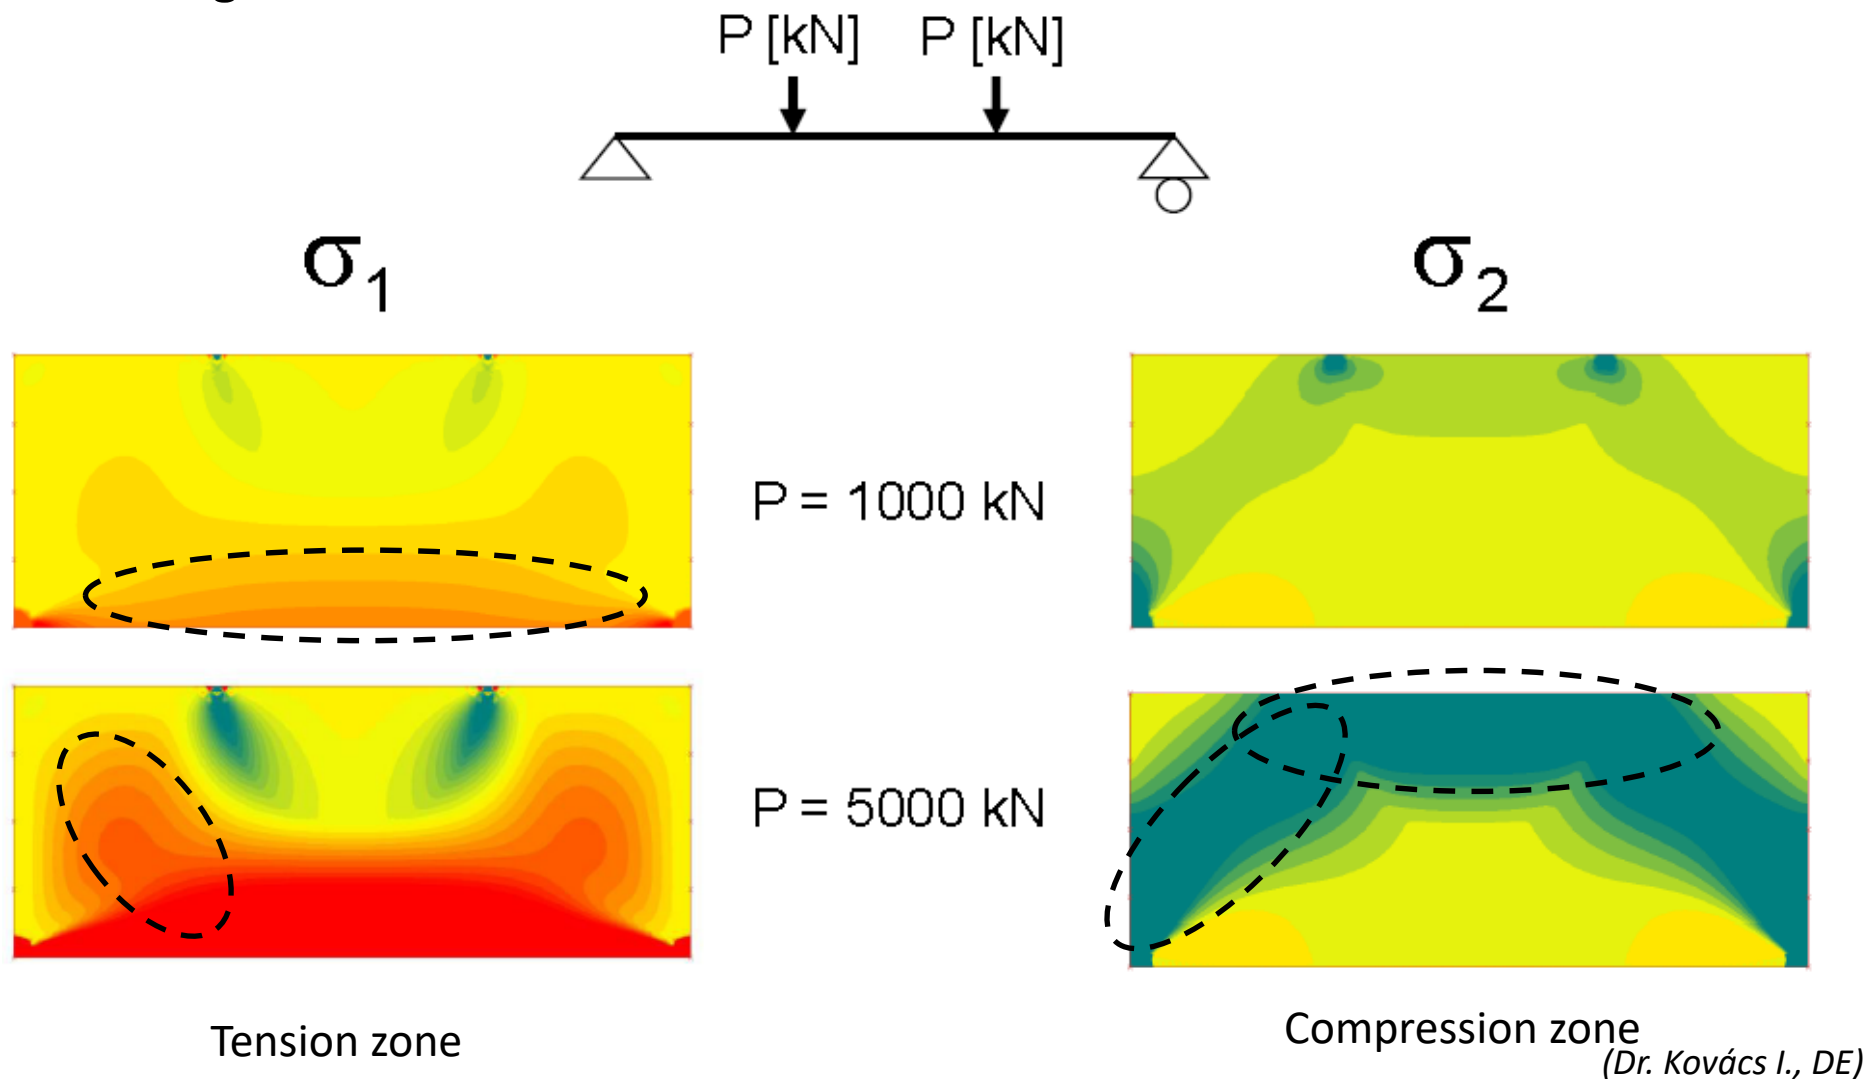 P [kN] P [kN]
σ1
σ2
P = 1000 kN
P = 5000 kN
Tension zone
Compression zone
(Dr. Kovács I., DE)